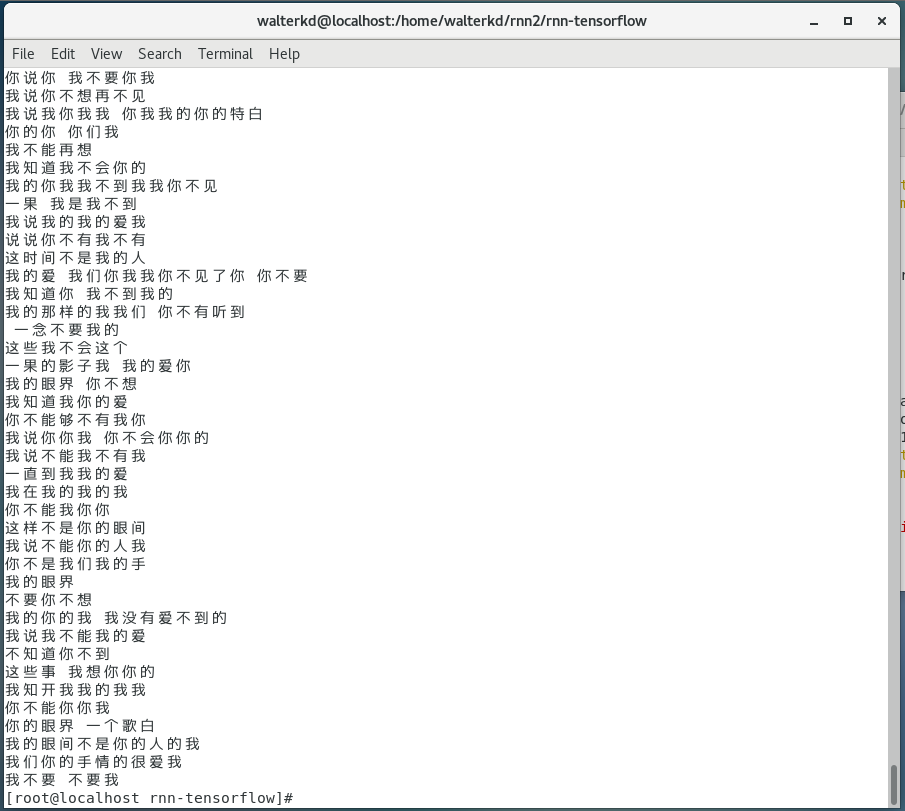 walterkd@localhost:/home/walterkd/rnn2/rnn-tensorflow
File Edit View Search Terminal Help
你说你 我不要你我
我说你不想再不见
我说我你我我 你我我的你的特白
你的你 你们我
我不能再想
我知道我不会你的
我的你我我不到我我你不见
一果 我是我不到
我说我的我的爱我
说说你不有我不有
这时间不是我的人
我的爱 我们你我我你不见了你 你不要
我知道你 我不到我的
我的那样的我我们 你不有听到
一念不要我的
这些我不会这个
一果的影子我 我的爱你
我的眼界 你不想
我知道我你的爱
你不能够不有我你
我说你你我 你不会你你的
我说不能我不有我
一直到我我的爱
我在我的我的我
你不能我你你
这样不是你的眼间
我说不能你的人我
你不是我们我的手
我的眼界
不要你不想
我的你的我 我没有爱不到的
我说我不能我的爱
不知道你不到
这些事 我想你你的
我知开我我的我我
你不能你你我
你的眼界 一个歌白
我的眼间不是你的人的我
我们你的手情的很爱我
我不要 不要我
[root@localhost rnn-tensorflow]#